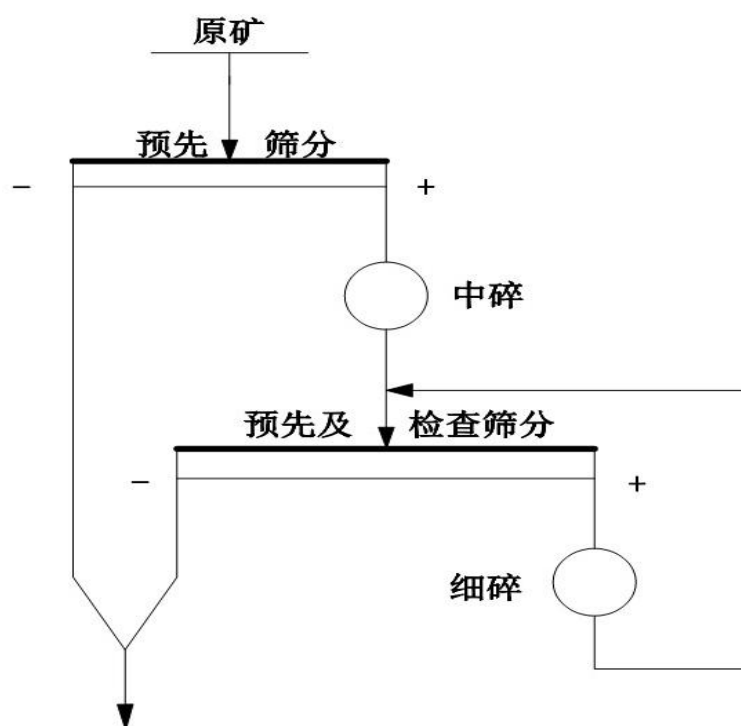 原矿
预先 筛分
- +
中碎
预先及 检查筛分
- +
细碎